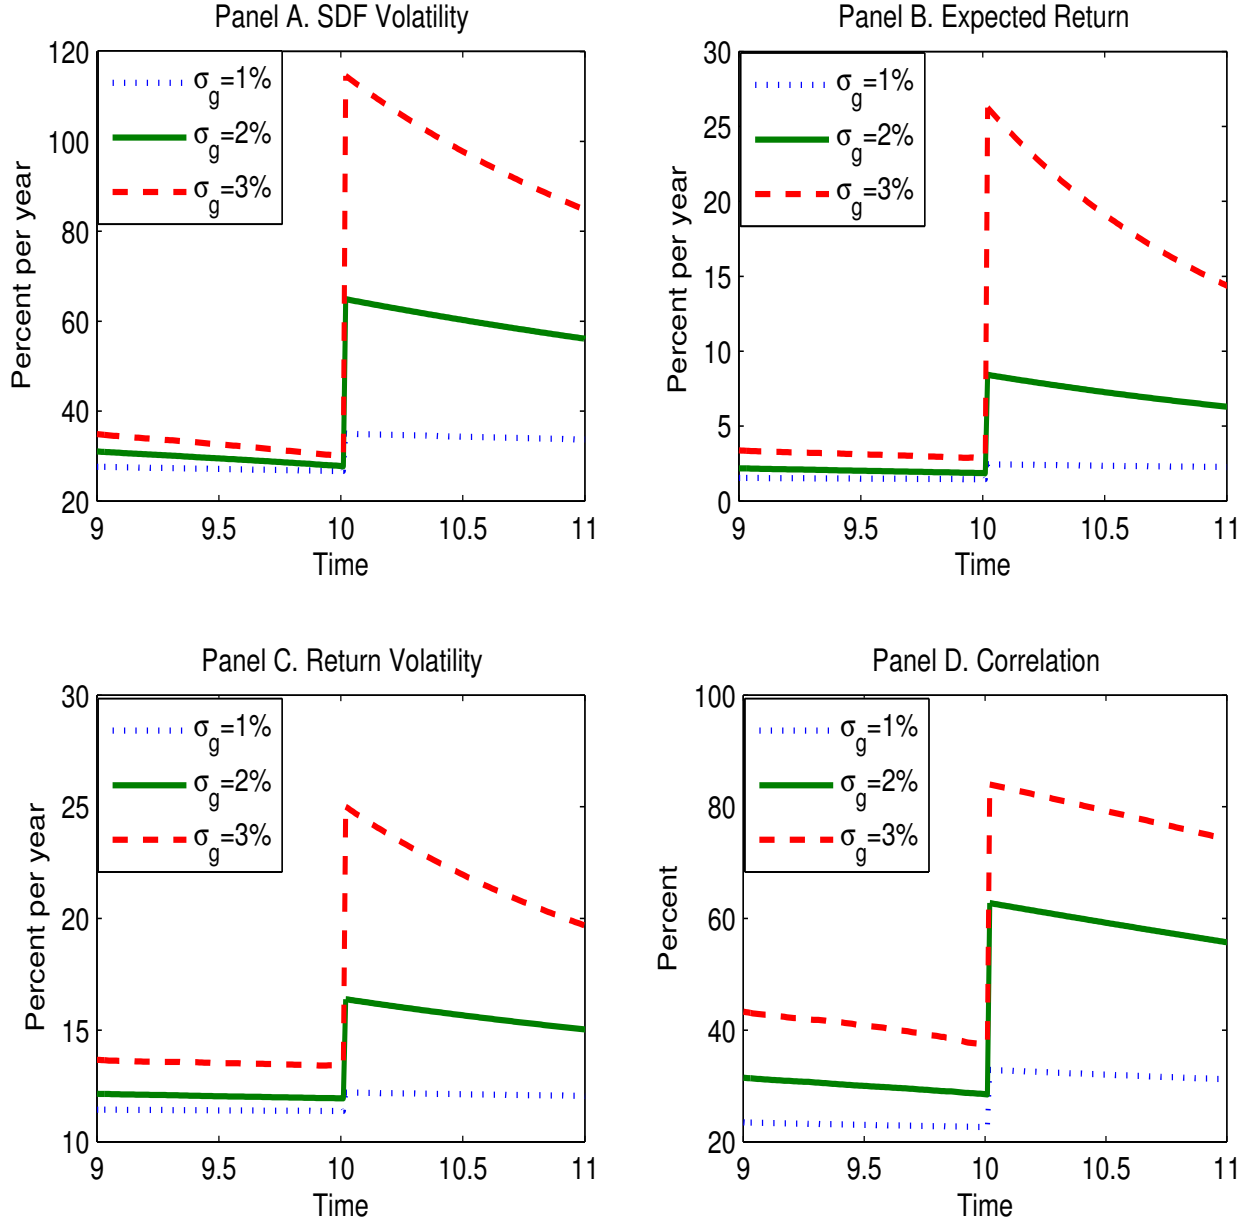 Panel A. SDF Volatility
120
100
80
60
40
20
Percent per year
σg=1%
σg=2%
σg=3%
9
9.5
10
10.5
11
Time
Panel B. Expected Return
30
25
20
15
10
5
0
Percent per year
σg=1%
σg=2%
σg=3%
9
9.5
10
10.5
11
Time
Panel C. Return Volatility
30
25
20
15
10
Percent per year
σg=1%
σg=2%
σg=3%
9
9.5
10
10.5
11
Time
Panel D. Correlation
100
80
60
40
20
Percent
σg=1%
σg=2%
σg=3%
9
9.5
10
10.5
11
Time